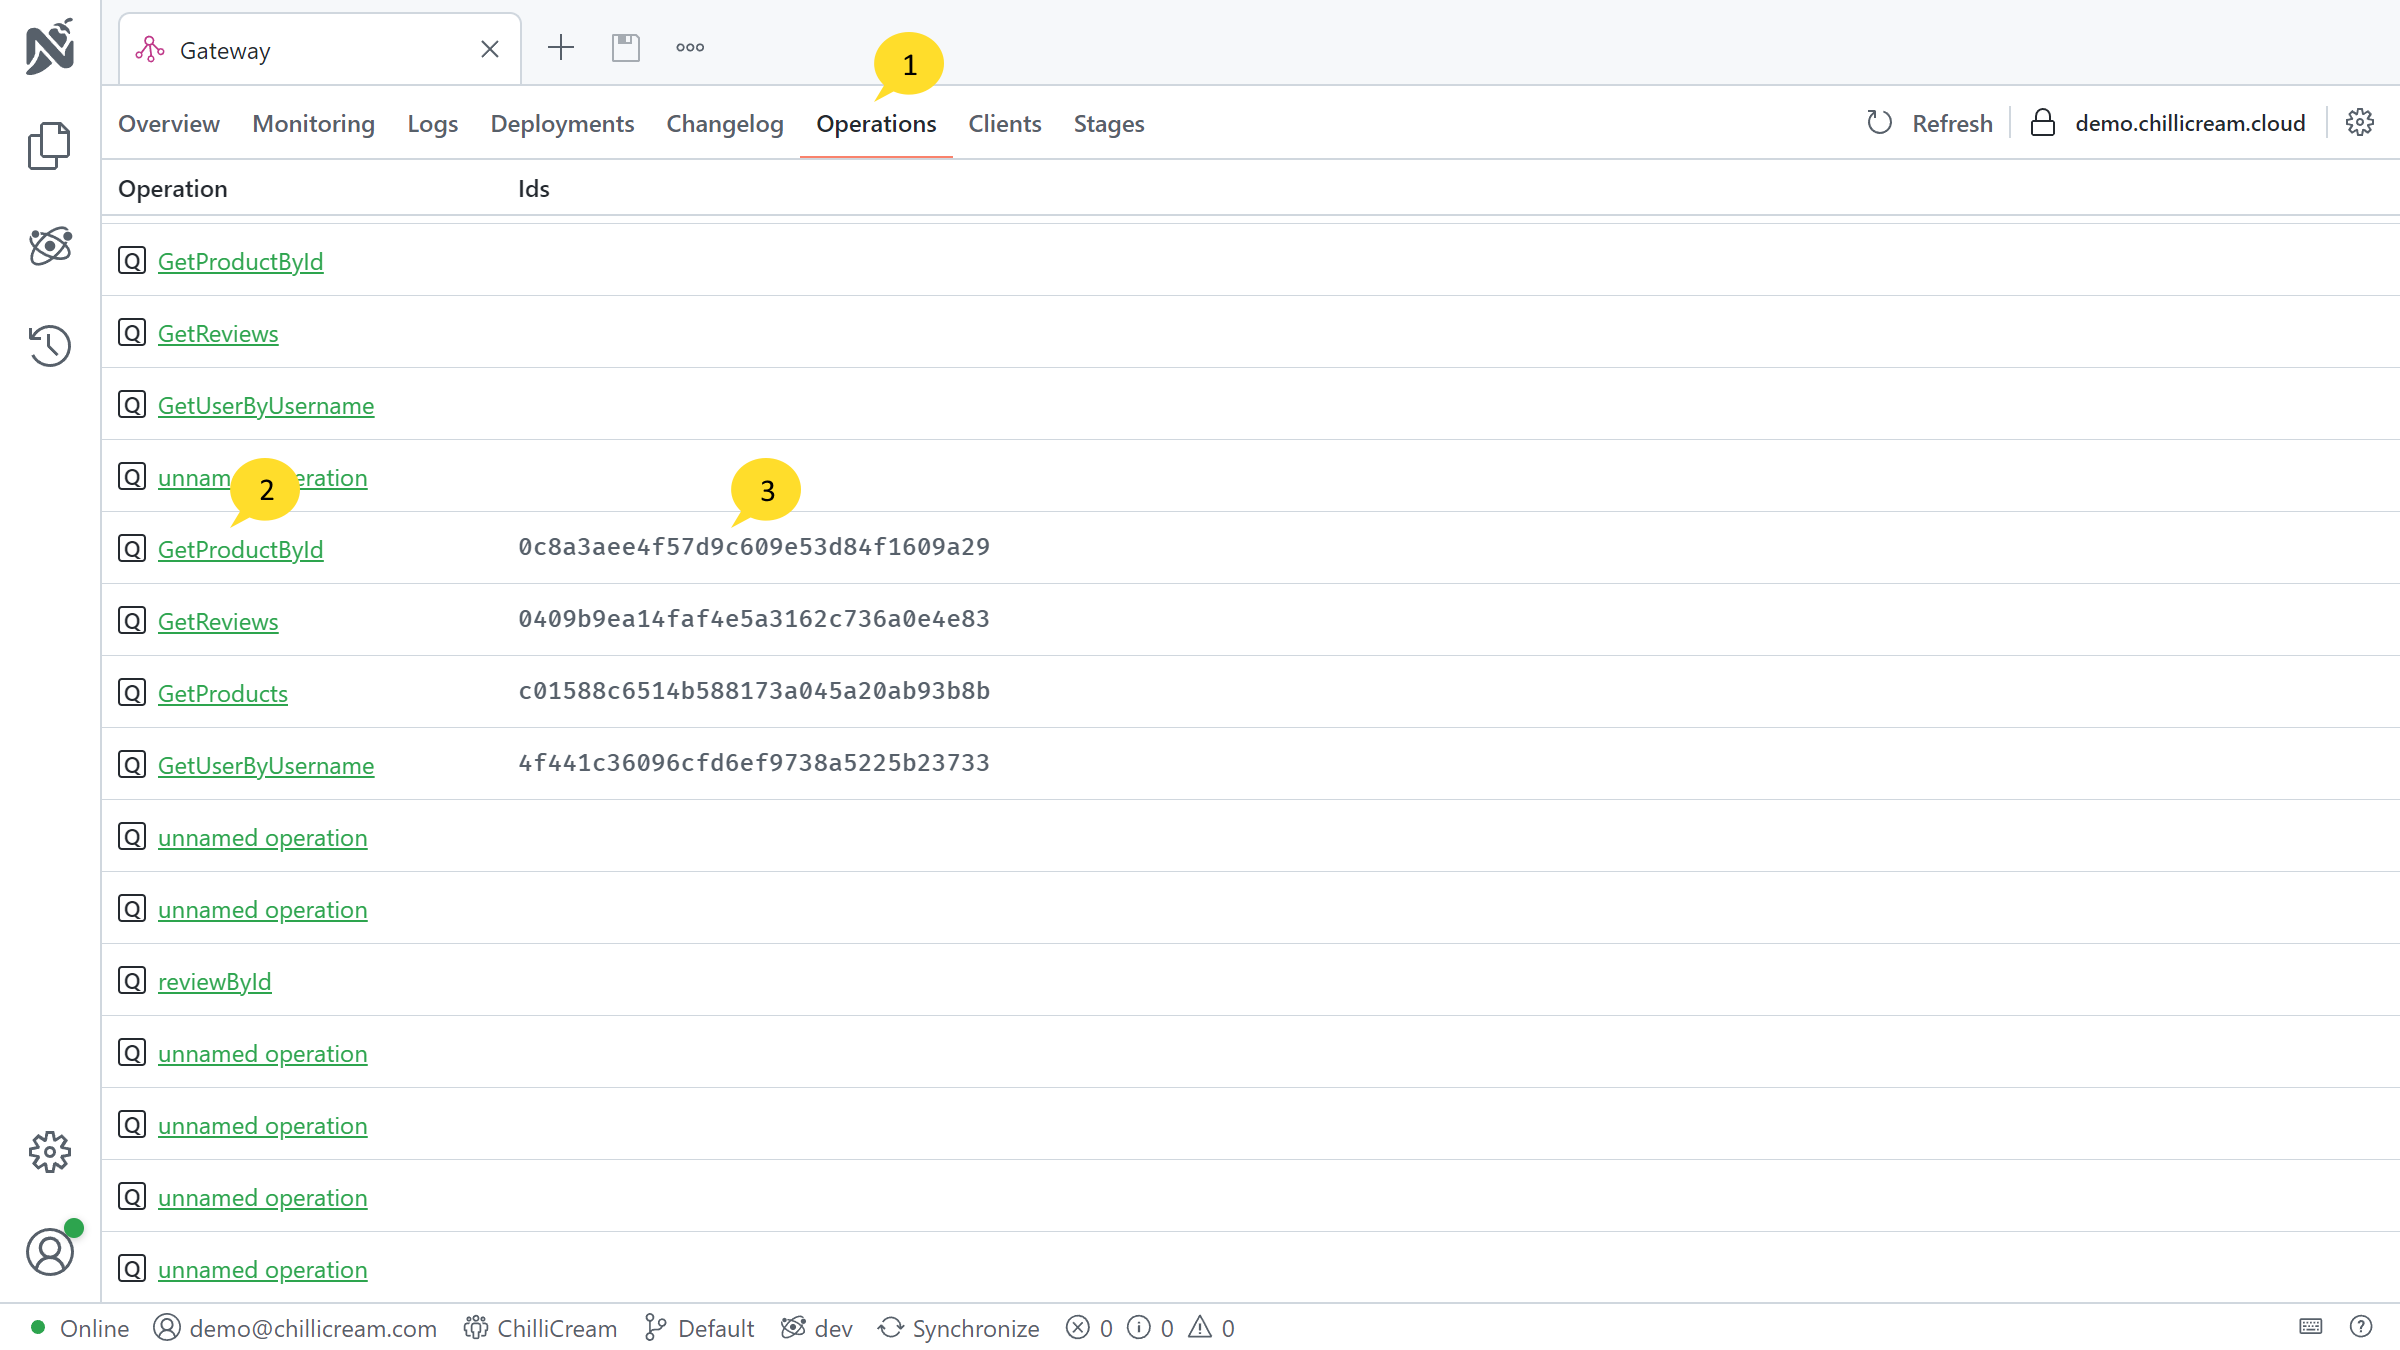 Gateway
1
Overview Monitoring Logs Deployments Changelog Operations Clients Stages Refresh demo.chillicream.cloud
Operation Ids
Q GetProductById
Q GetReviews
Q GetUserByUsername
Q unnam eration
2 3
Q GetProductById 0c8a3aee4f57d9c609e53d84f1609a29
Q GetReviews 0409b9ea14faf4e5a3162c736a0e4e83
Q GetProducts c01588c6514b588173a045a20ab93b8b
Q GetUserByUsername 4f441c36096cfd6ef9738a5225b23733
Q unnamed operation
Q unnamed operation
Q reviewById
Q unnamed operation
Q unnamed operation
Q unnamed operation
Q unnamed operation
Online demo@chillicream.com ChilliCream Default dev Synchronize 0 0 0